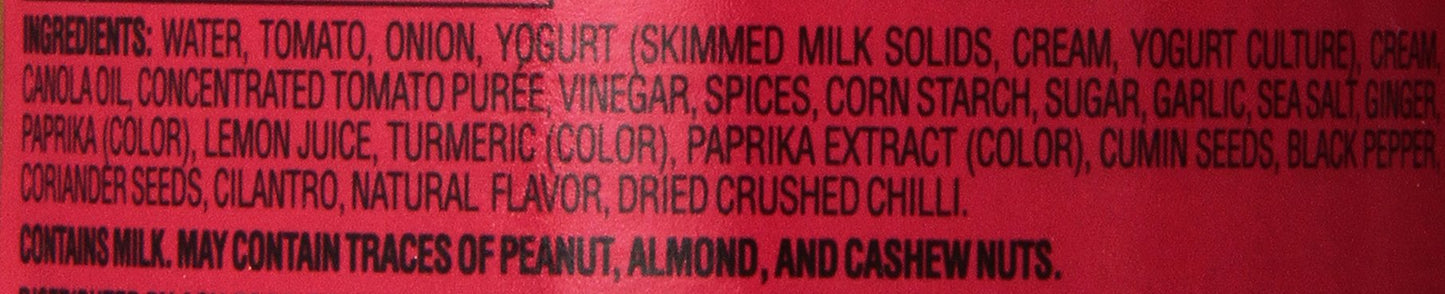 INGREDIENTS: WATER, TOMATO, ONION, YOGURT (SKIMMED MILK SOLIDS, CREAM, YOGURT CULTURE), CREAM,
CANOLA OIL, CONCENTRATED TOMATO PURÉE, VINEGAR, SPICES, CORN STARCH, SUGAR, GARLIC, SEA SALT, GINGER
PAPRIKA (COLOR), LEMON JUICE, TURMERIC (COLOR), PAPRIKA EXTRACT (COLOR), CUMIN SEEDS, BLACK PEPPER,
CORIANDER SEEDS, CILANTRO, NATURAL FLAVOR, DRIED CRUSHED CHILLI.
CONTAINS MILK. MAY CONTAIN TRACES OF PEANUT, ALMOND, AND CASHEW NUTS.